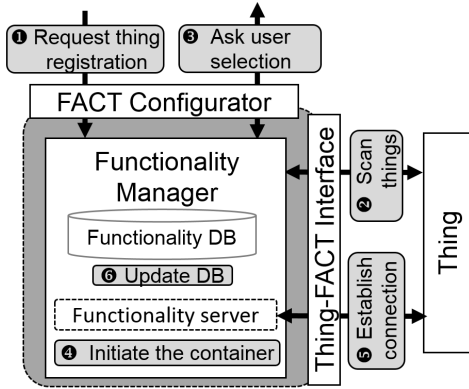 ❶ Request thing
registration
❸ Ask user
selection
FACT Configurator
Functionality
Manager
Functionality DB
❻ Update DB
Functionality server
❹ Initiate the container
Thing-FACT Interface
❷ Scan
things
❺ Establish
connection
Thing